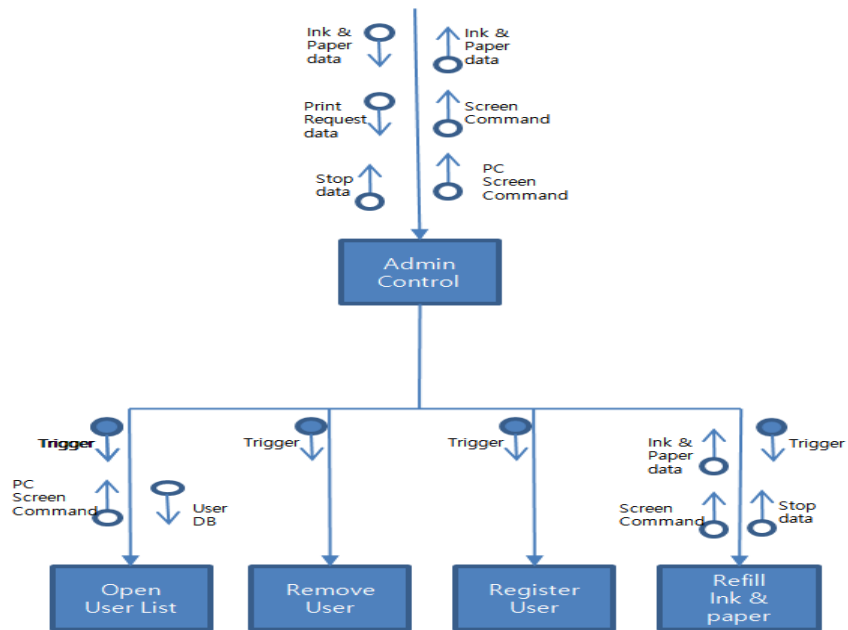 Ink &
Paper
data
Ink &
Paper
data
Print
Request
data
Screen
Command
Stop
data
PC
Screen
Command
Admin
Control
Trigger
PC
Screen
Command
User
DB
Trigger
Trigger
Ink &
Paper
data
Trigger
Screen
Command
Stop
data
Open
User List
Remove
User
Register
User
Refill
Ink &
paper